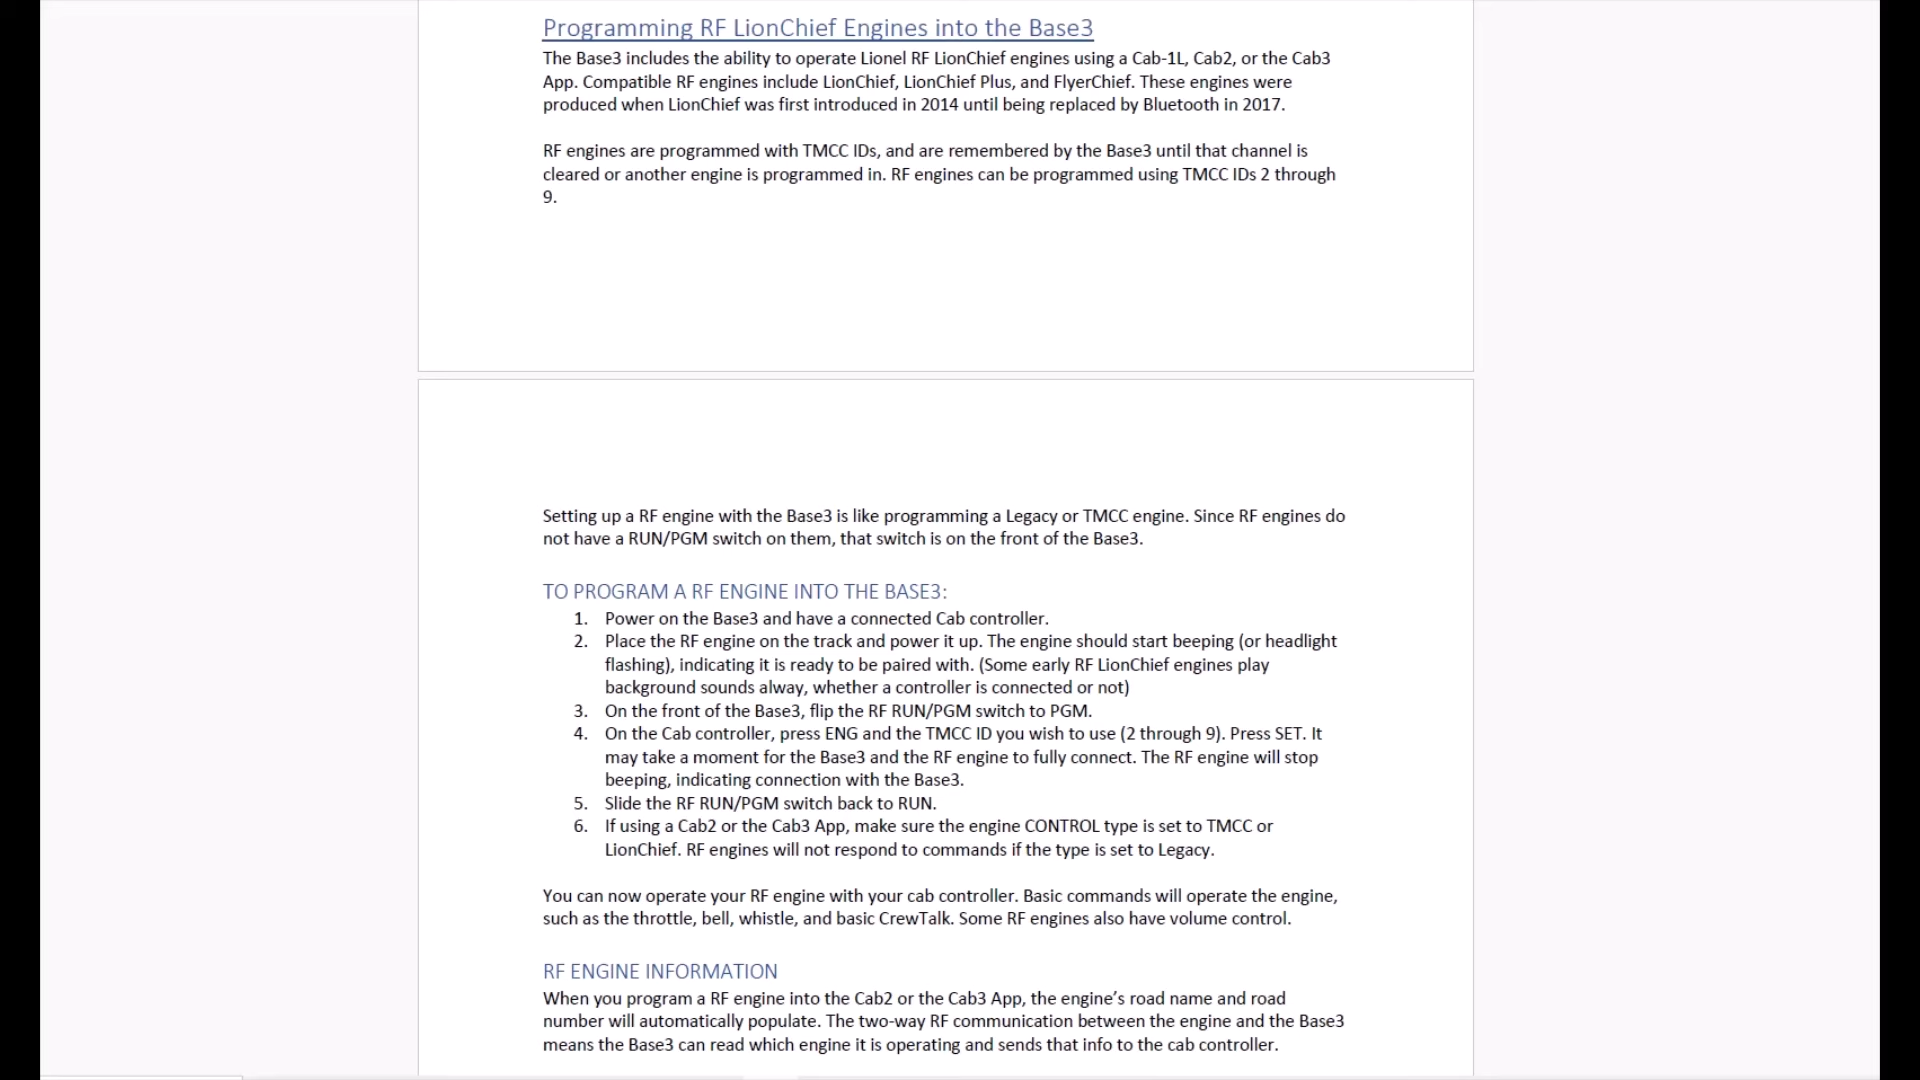 Programming RF LionChief Engines into the Base3
The Base3 includes the ability to operate Lionel RF LionChief engines using a Cab-1L, Cab2, or the Cab3
App. Compatible RF engines include LionChief, LionChief Plus, and FlyerChief. These engines were
produced when LionChief was first introduced in 2014 until being replaced by Bluetooth in 2017.
RF engines are programmed with TMCC IDs, and are remembered by the Base3 until that channel is
cleared or another engine is programmed in. RF engines can be programmed using TMCC IDs 2 through
9.
Setting up a RF engine with the Base3 is like programming a Legacy or TMCC engine. Since RF engines do
not have a RUN/PGM switch on them, that switch is on the front of the Base3.
TO PROGRAM A RF ENGINE INTO THE BASE3:
1. Power on the Base3 and have a connected Cab controller.
2. Place the RF engine on the track and power it up. The engine should start beeping (or headlight
flashing), indicating it is ready to be paired with. (Some early RF LionChief engines play
background sounds alway, whether a controller is connected or not)
3. On the front of the Base3, flip the RF RUN/PGM switch to PGM.
4. On the Cab controller, press ENG and the TMCC ID you wish to use (2 through 9). Press SET. It
may take a moment for the Base3 and the RF engine to fully connect. The RF engine will stop
beeping, indicating connection with the Base3.
5. Slide the RF RUN/PGM switch back to RUN.
6. If using a Cab2 or the Cab3 App, make sure the engine CONTROL type is set to TMCC or
LionChief. RF engines will not respond to commands if the type is set to Legacy.
You can now operate your RF engine with your cab controller. Basic commands will operate the engine,
such as the throttle, bell, whistle, and basic CrewTalk. Some RF engines also have volume control.
RF ENGINE INFORMATION
When you program a RF engine into the Cab2 or the Cab3 App, the engine's road name and road
number will automatically populate. The two-way RF communication between the engine and the Base3
means the Base3 can read which engine it is operating and sends that info to the cab controller.